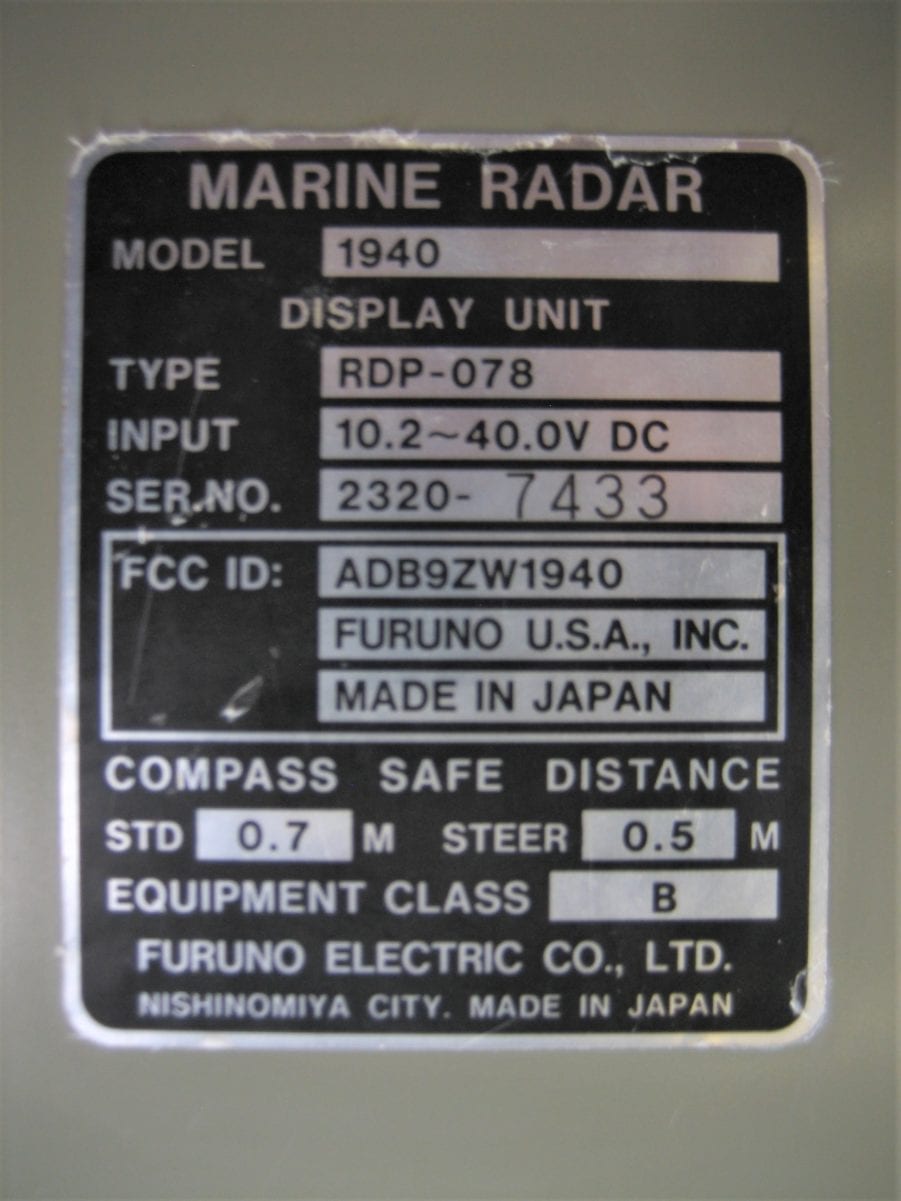 MARINE RADAR
MODEL 1940
DISPLAY UNIT
TYPE RDP-078
INPUT 10.2~40.0V DC
SER.NO. 2320- 7433
FCC ID: ADB9ZW1940
FURUNO U.S.A., INC.
MADE IN JAPAN
COMPASS SAFE DISTANCE
STD 0.7 M STEER 0.5 M
EQUIPMENT CLASS B
FURUNO ELECTRIC CO., LTD.
NISHINOMIYA CITY. MADE IN JAPAN